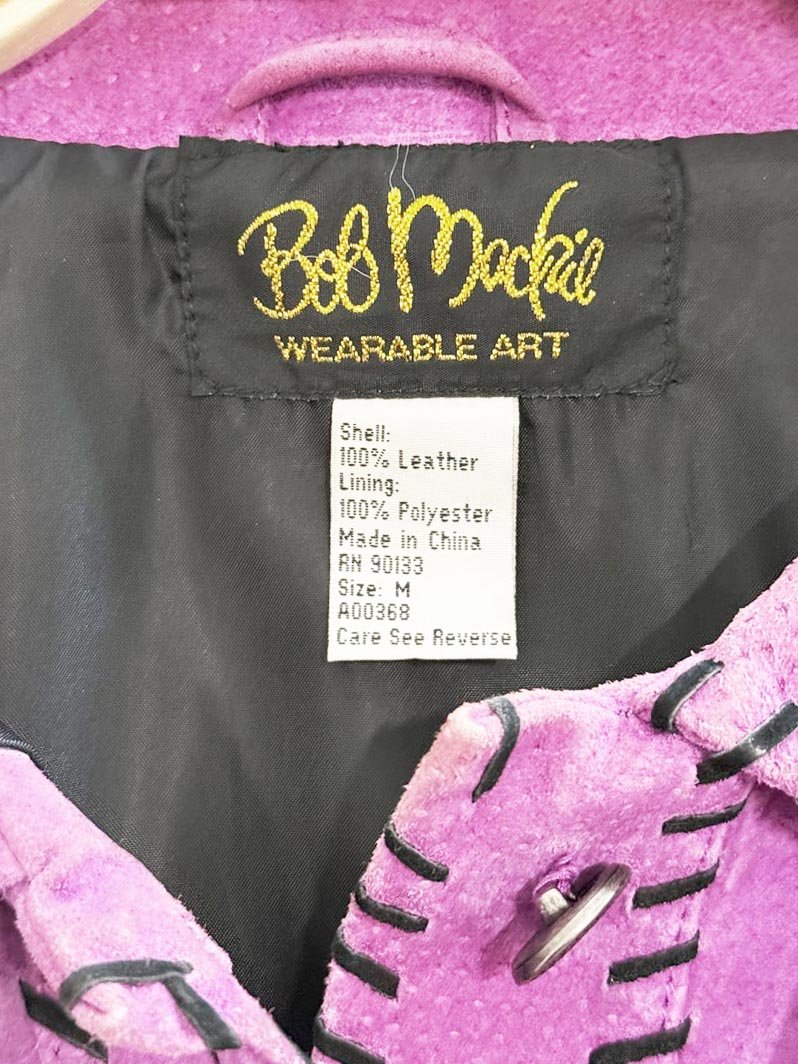 Bob Mackie
WEARABLE ART
Shell:
100% Leather
Lining:
100% Polyester
Made in China
RN 90133
Size: M
A00368
Care See Reverse